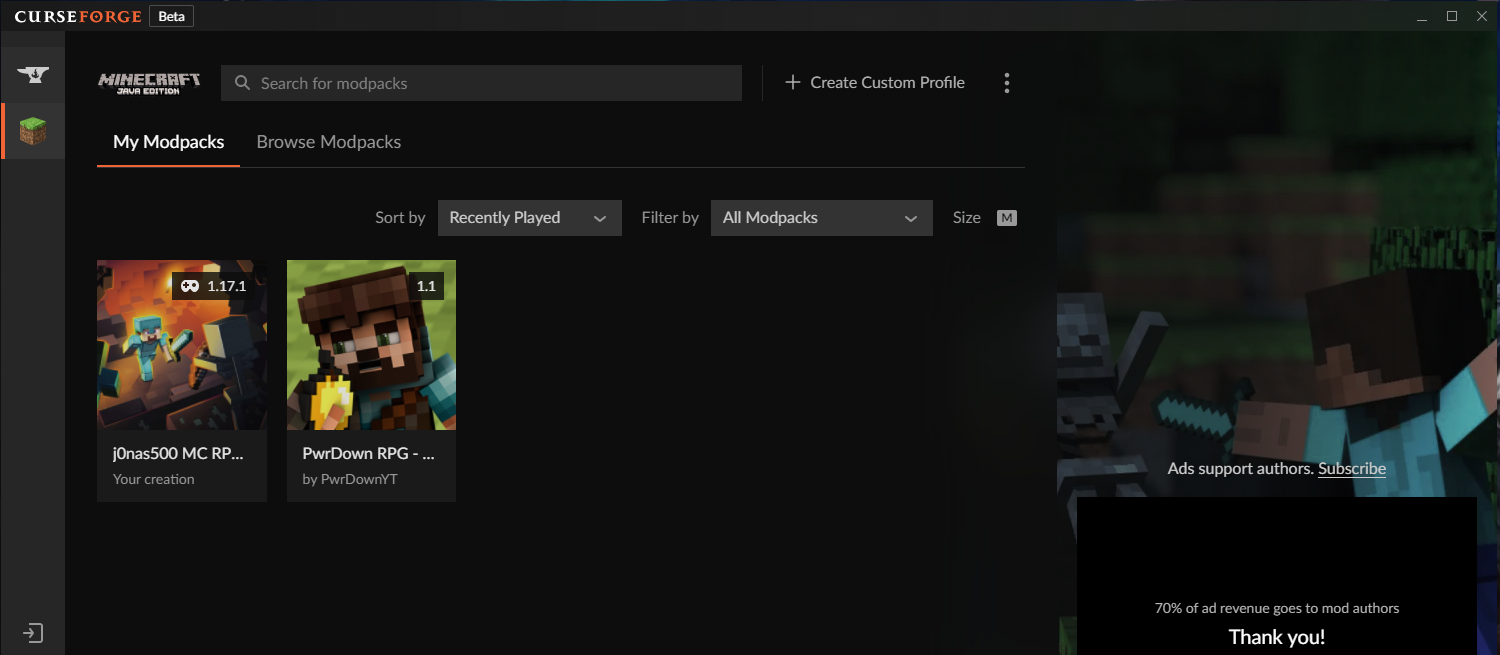 CURSEFORGE Beta
MINECRAFT
JAVA EDITION
Search for modpacks
Create Custom Profile
My Modpacks
Browse Modpacks
Sort by
Recently Played
Filter by
All Modpacks
Size
M
1.17.1
1.1
j0nas500 MC RP...
Your creation
PwrDown RPG - ...
by PwrDownYT
Ads support authors. Subscribe
70% of ad revenue goes to mod authors
Thank you!